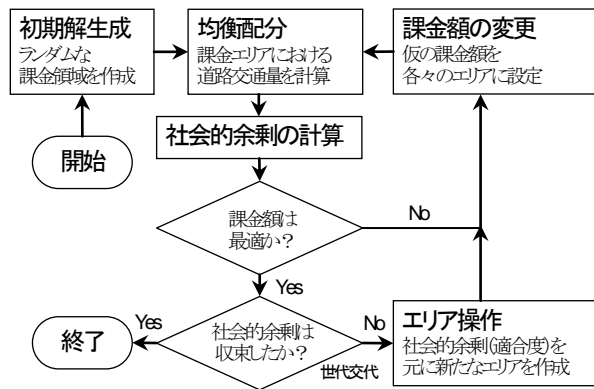 初期解生成
ランダムな
課金領域を作成
均衡配分
課金エリアにおける
道路交通量を計算
課金額の変更
仮の課金額を
各々のエリアに設定
開始
社会的余剰の計算
課金額は
最適か?
No
Yes
終了
Yes
社会的余剰は
収束したか?
No
世代交代
エリア操作
社会的余剰(適合度)を
元に新たなエリアを作成